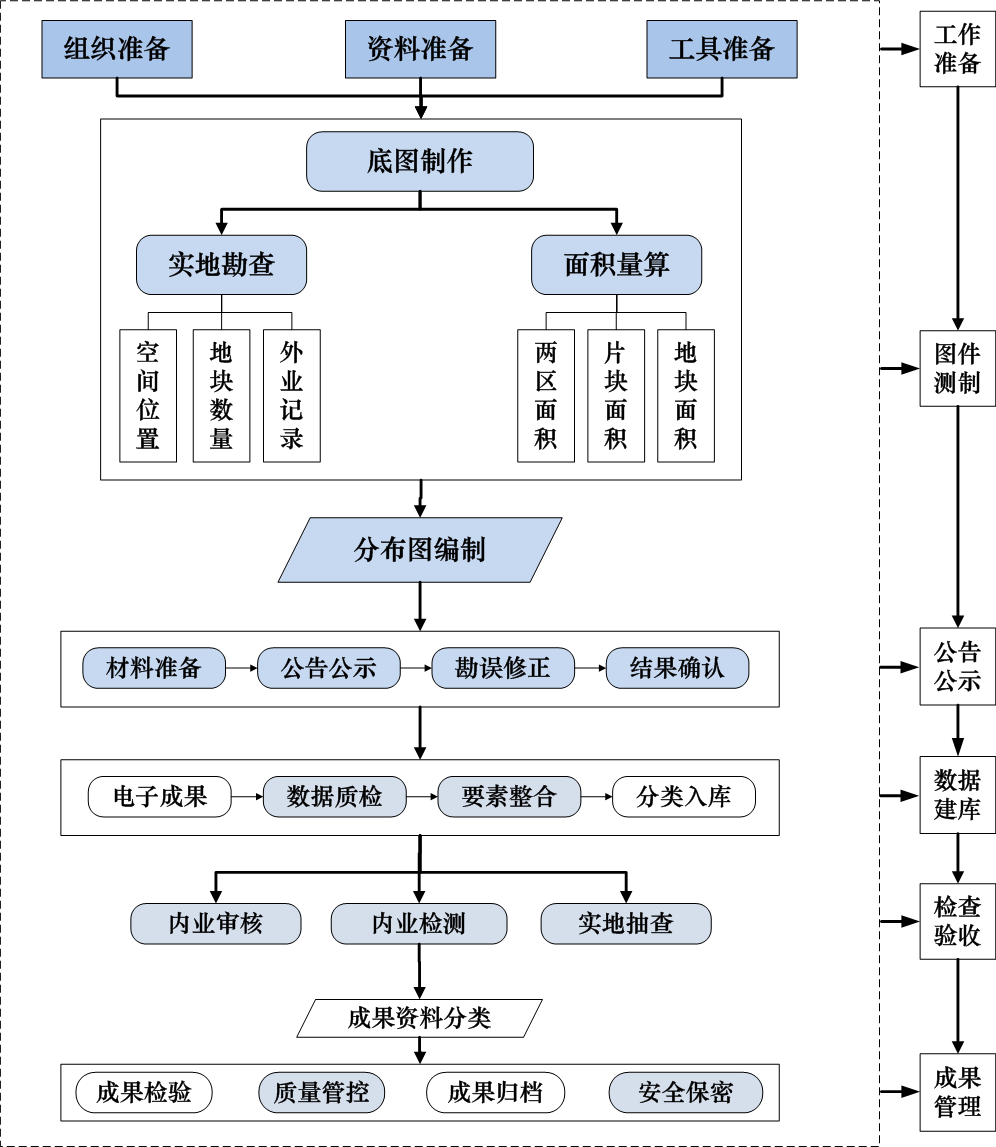 组织准备
资料准备
工具准备
工作
准备
底图制作
实地勘查
面积量算
空间位置
地块数量
外业记录
两区面积
片块面积
地块面积
图件
测制
分布图编制
材料准备
公告公示
勘误修正
结果确认
公告
公示
电子成果
数据质检
要素整合
分类入库
数据
建库
内业审核
内业检测
实地抽查
检查
验收
成果资料分类
成果检验
质量管控
成果归档
安全保密
成果
管理